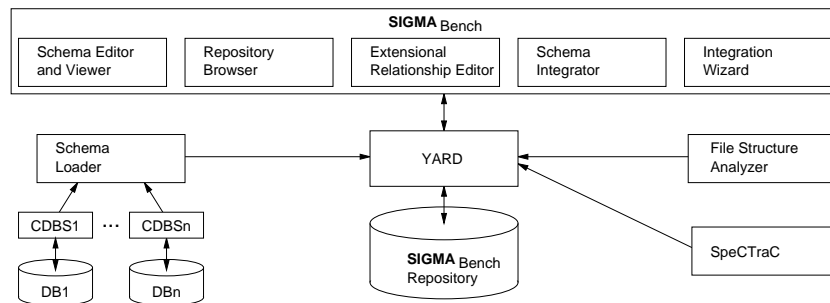 SIGMA Bench
Schema Editor
and Viewer
Repository
Browser
Extensional
Relationship Editor
Schema
Integrator
Integration
Wizard
Schema
Loader
YARD
File Structure
Analyzer
CDBS1
...
CDBSn
SIGMA Bench
Repository
SpeCTraC
DB1
DBn